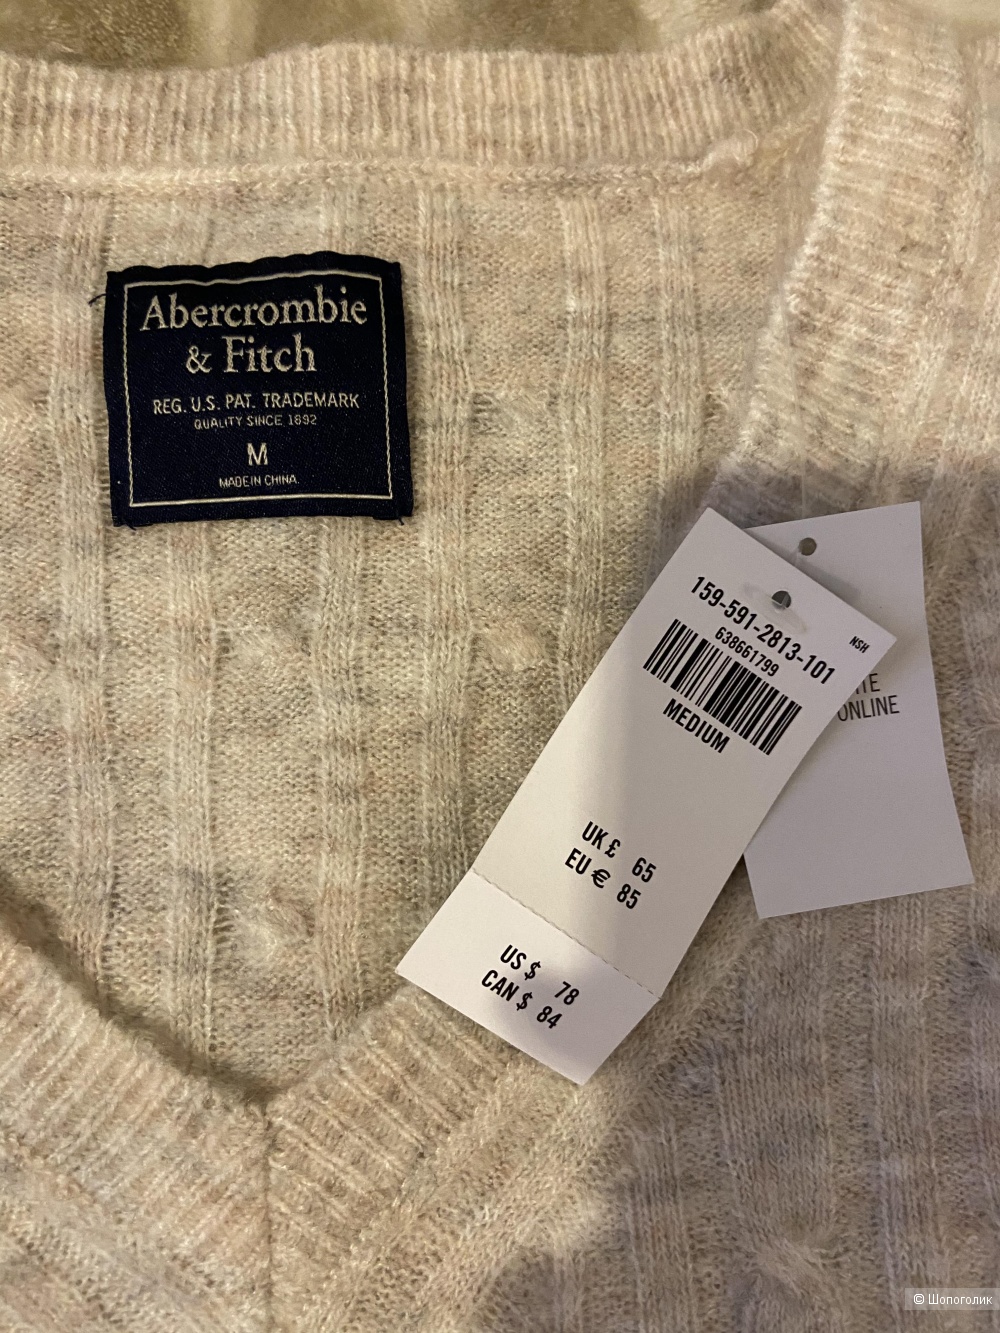 Abercrombie
& Fitch
REG. U.S. PAT. TRADEMARK
QUALITY SINCE 1892
M
MADE IN CHINA.
159-591-2813-101
NSH
638661799
MEDIUM
UK £ 65
EU € 85
US $ 78
CAN $ 84
ONLINE
© Шопоголик